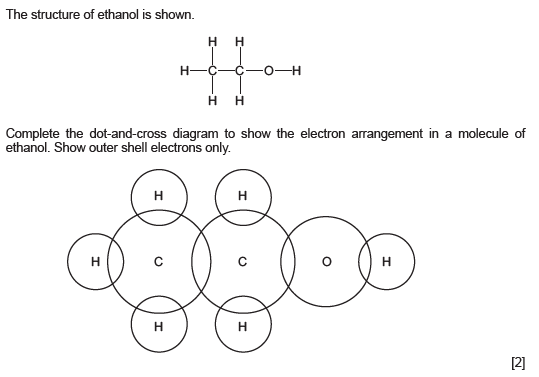 The structure of ethanol is shown.
H H
H—C—C—O—H
H H
Complete the dot-and-cross diagram to show the electron arrangement in a molecule of
ethanol. Show outer shell electrons only.
H H
H C C O H
H H
[2]